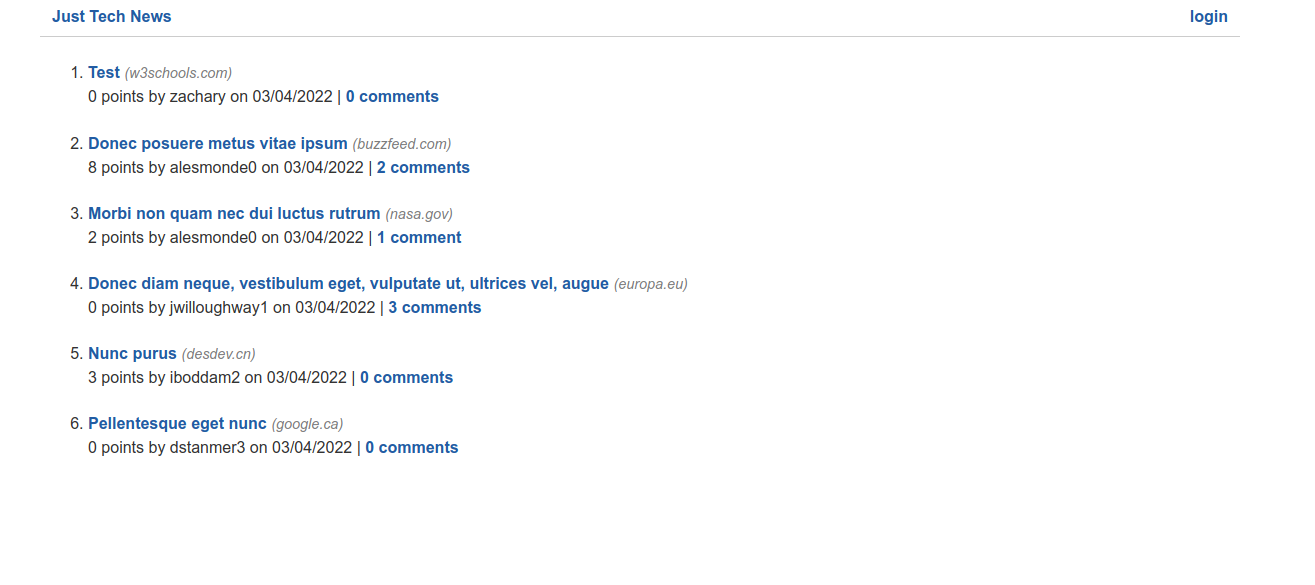 Just Tech News
login
1. Test (w3schools.com)
0 points by zachary on 03/04/2022 | 0 comments
2. Donec posuere metus vitae ipsum (buzzfeed.com)
8 points by alesmonde0 on 03/04/2022 | 2 comments
3. Morbi non quam nec dui luctus rutrum (nasa.gov)
2 points by alesmonde0 on 03/04/2022 | 1 comment
4. Donec diam neque, vestibulum eget, vulputate ut, ultrices vel, augue (europa.eu)
0 points by jwilloughway1 on 03/04/2022 | 3 comments
5. Nunc purus (desdev.cn)
3 points by iboddam2 on 03/04/2022 | 0 comments
6. Pellentesque eget nunc (google.ca)
0 points by dstanmer3 on 03/04/2022 | 0 comments